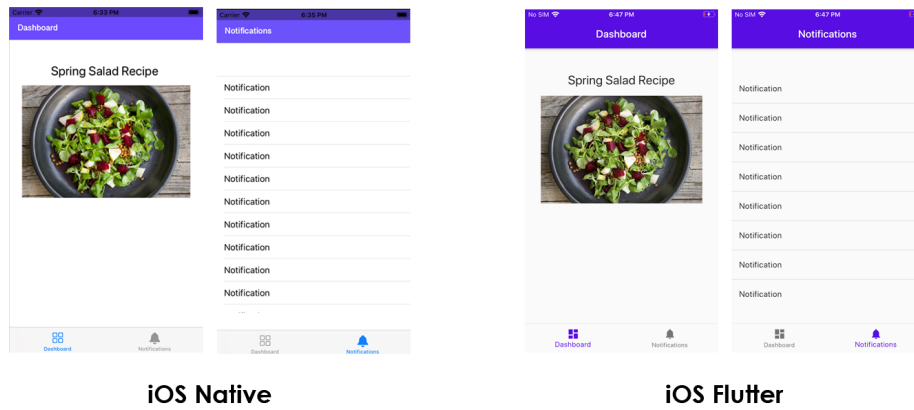 Carrier 6:33 PM
Dashboard
Spring Salad Recipe
Dashboard Notifications
Carrier 6:35 PM
Notifications
Notification
Notification
Notification
Notification
Notification
Notification
Notification
Notification
Notification
Notification
Dashboard Notifications
iOS Native
No SIM 6:47 PM
Dashboard
Spring Salad Recipe
Dashboard Notifications
No SIM 6:47 PM
Notifications
Notification
Notification
Notification
Notification
Notification
Notification
Notification
Notification
Dashboard Notifications
iOS Flutter